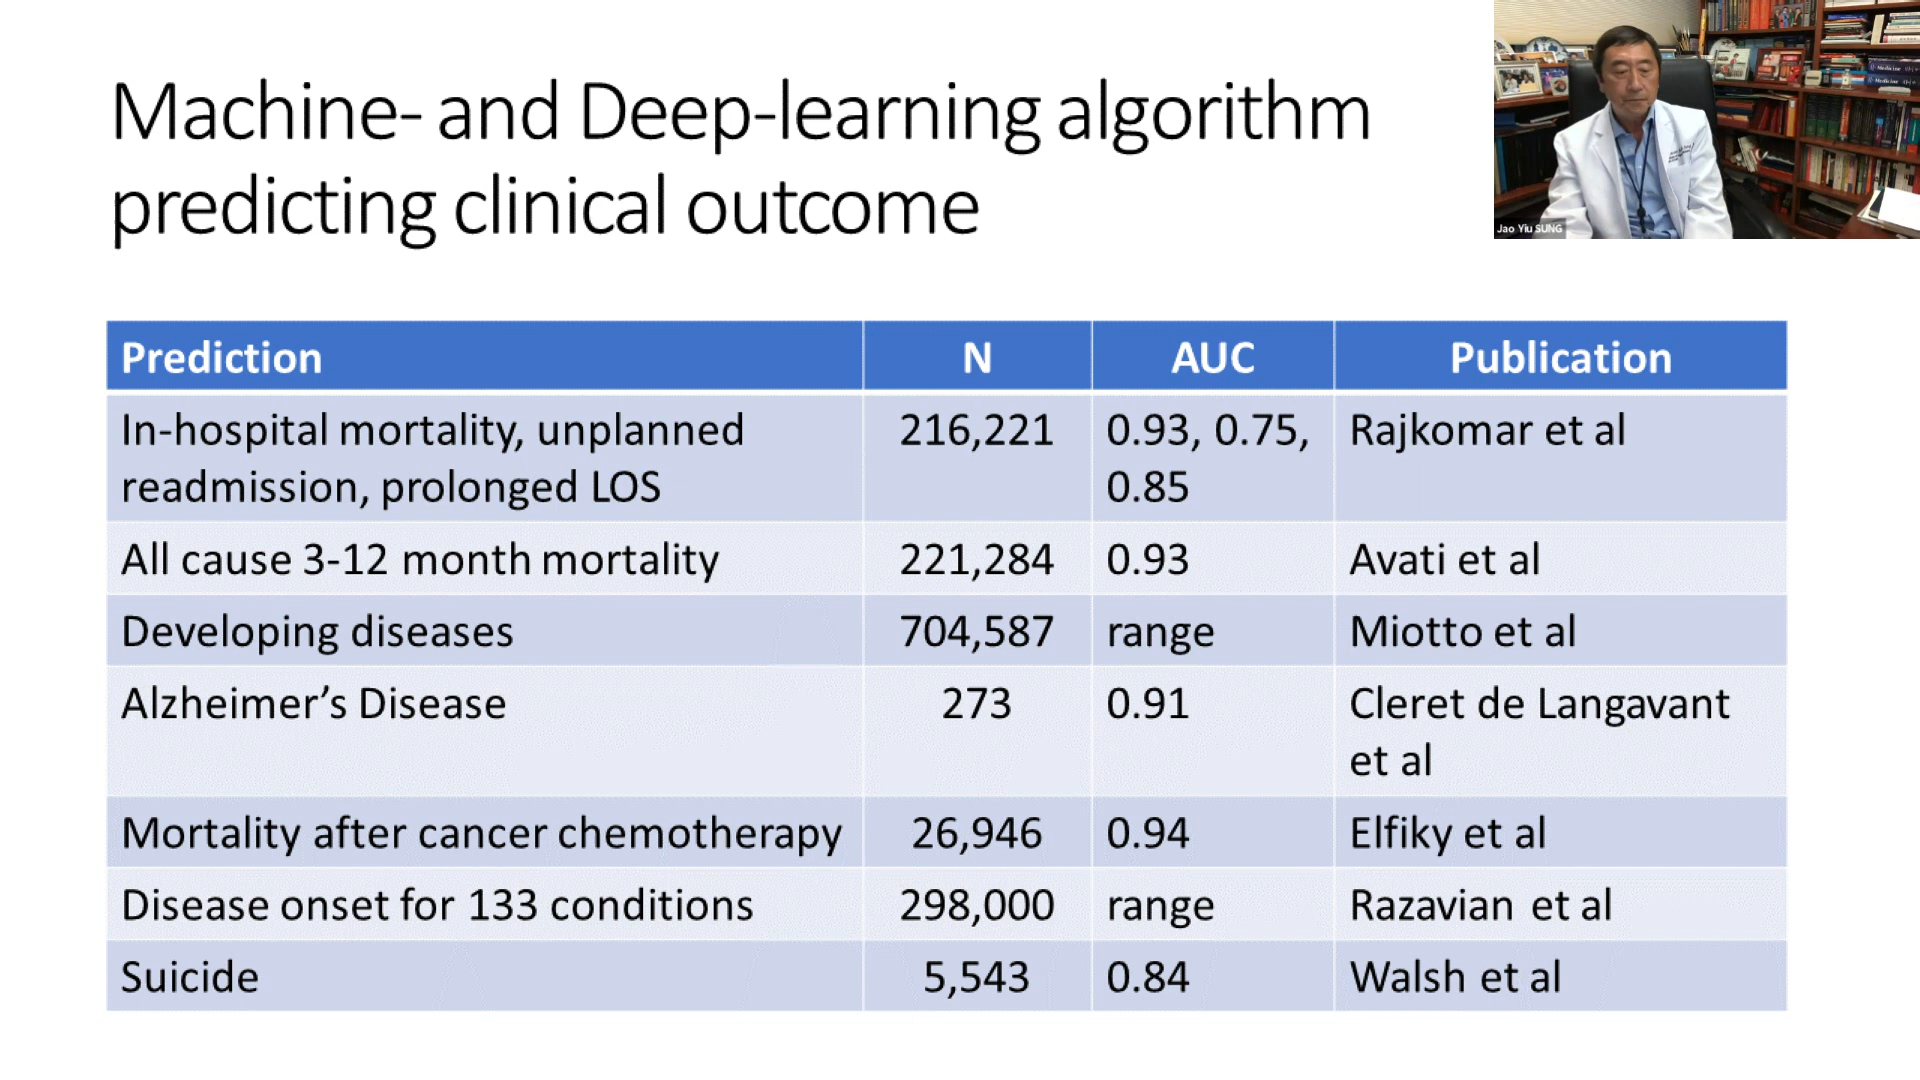 Machine- and Deep-learning algorithm
predicting clinical outcome
Jao Yiu SUNG
Prediction N AUC Publication
In-hospital mortality, unplanned 216,221 0.93, 0.75, Rajkomar et al
readmission, prolonged LOS 0.85
All cause 3-12 month mortality 221,284 0.93 Avati et al
Developing diseases 704,587 range Miotto et al
Alzheimer’s Disease 273 0.91 Cleret de Langavant
et al
Mortality after cancer chemotherapy 26,946 0.94 Elfiky et al
Disease onset for 133 conditions 298,000 range Razavian et al
Suicide 5,543 0.84 Walsh et al